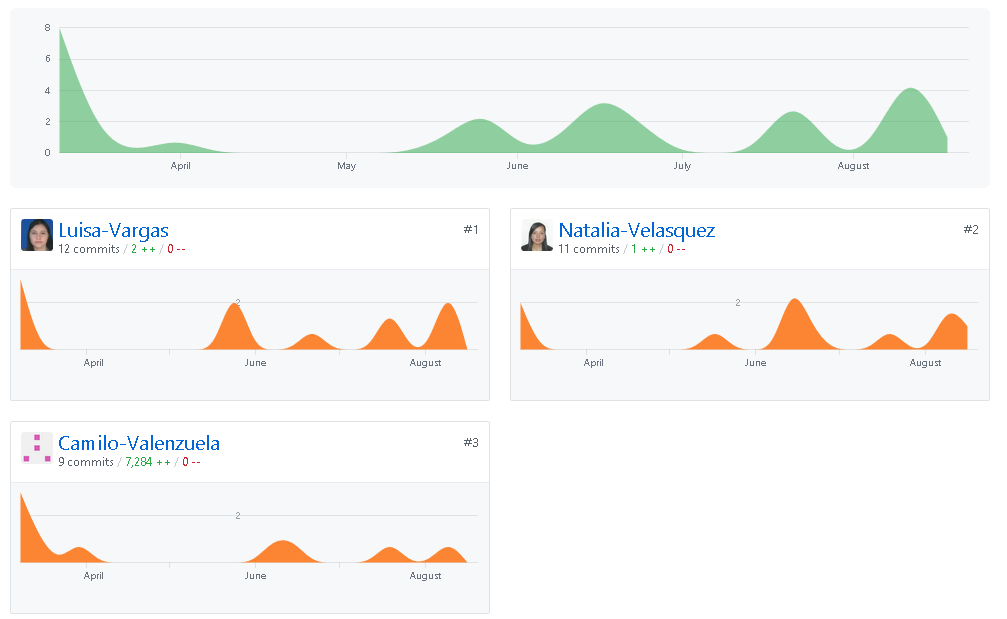 8
6
4
2
0
April May June July August
Luisa-Vargas #1
12 commits / 2 ++ / 0 --
2
April June August
Natalia-Velasquez #2
11 commits / 1 ++ / 0 --
2
April June August
Camilo-Valenzuela #3
9 commits / 7,284 ++ / 0 --
2
April June August